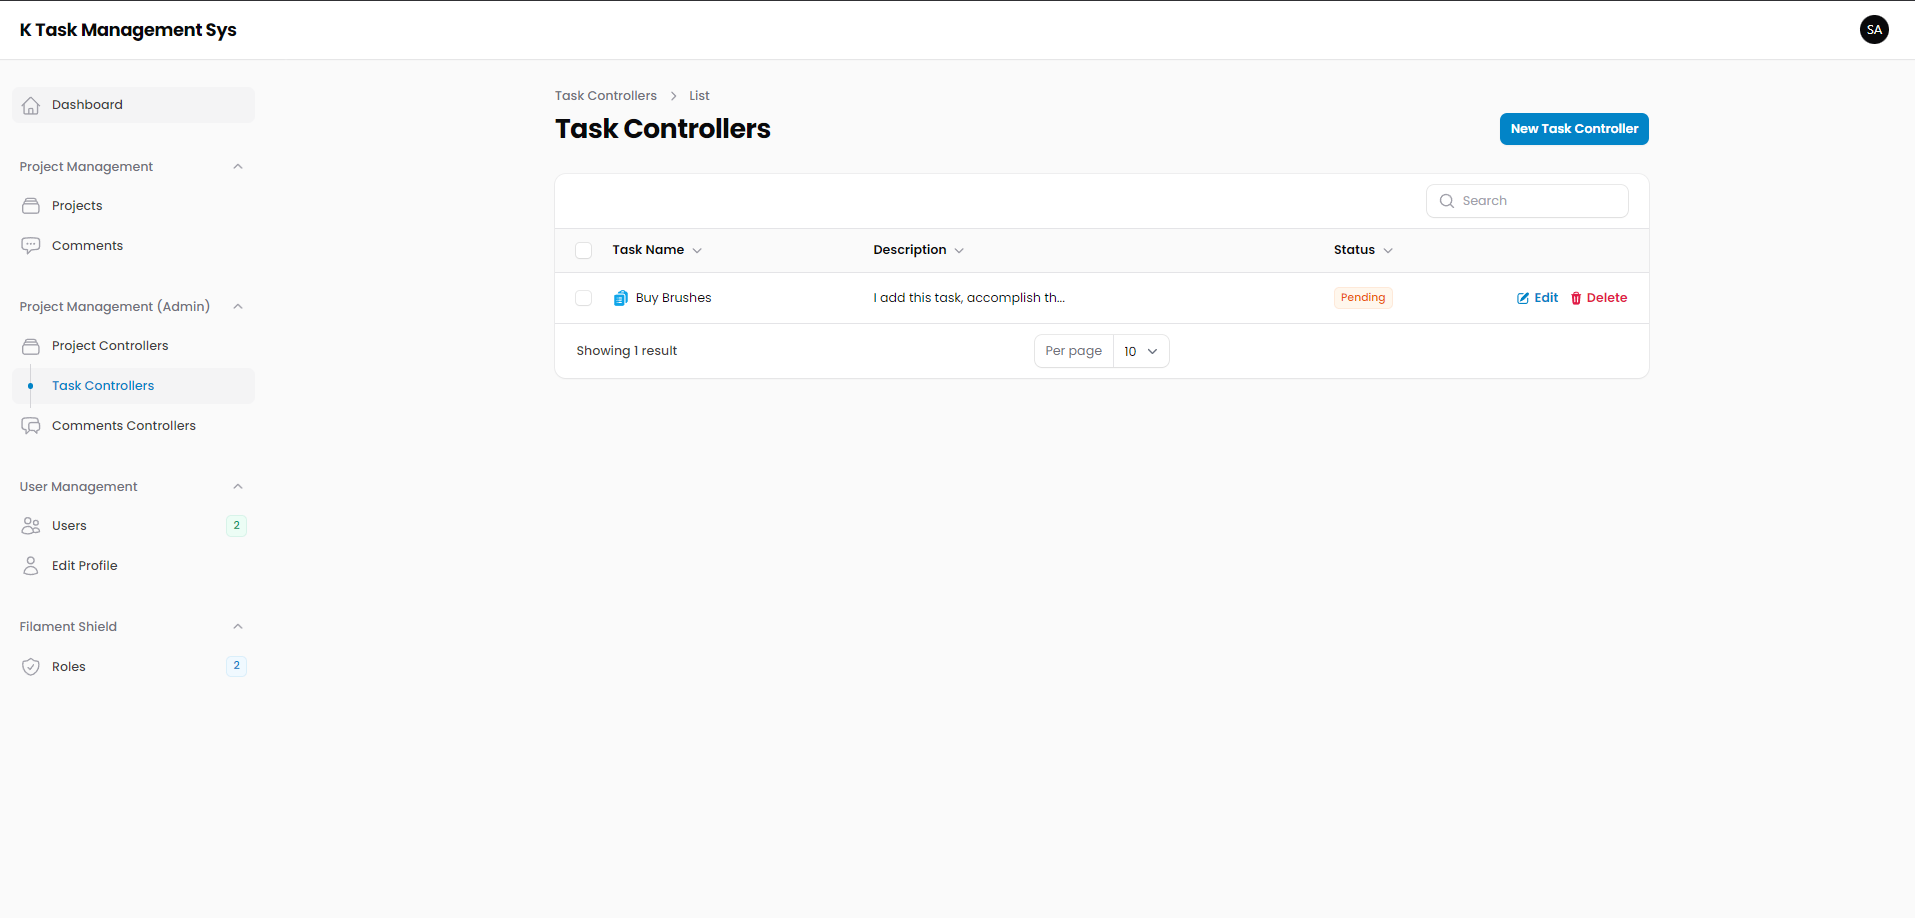 K Task Management Sys
SA
Dashboard
Project Management
Projects
Comments
Project Management (Admin)
Project Controllers
Task Controllers
Comments Controllers
User Management
Users 2
Edit Profile
Filament Shield
Roles 2
Task Controllers > List
Task Controllers
New Task Controller
Search
Task Name Description Status
Buy Brushes I add this task, accomplish th... Pending Edit Delete
Showing 1 result Per page 10